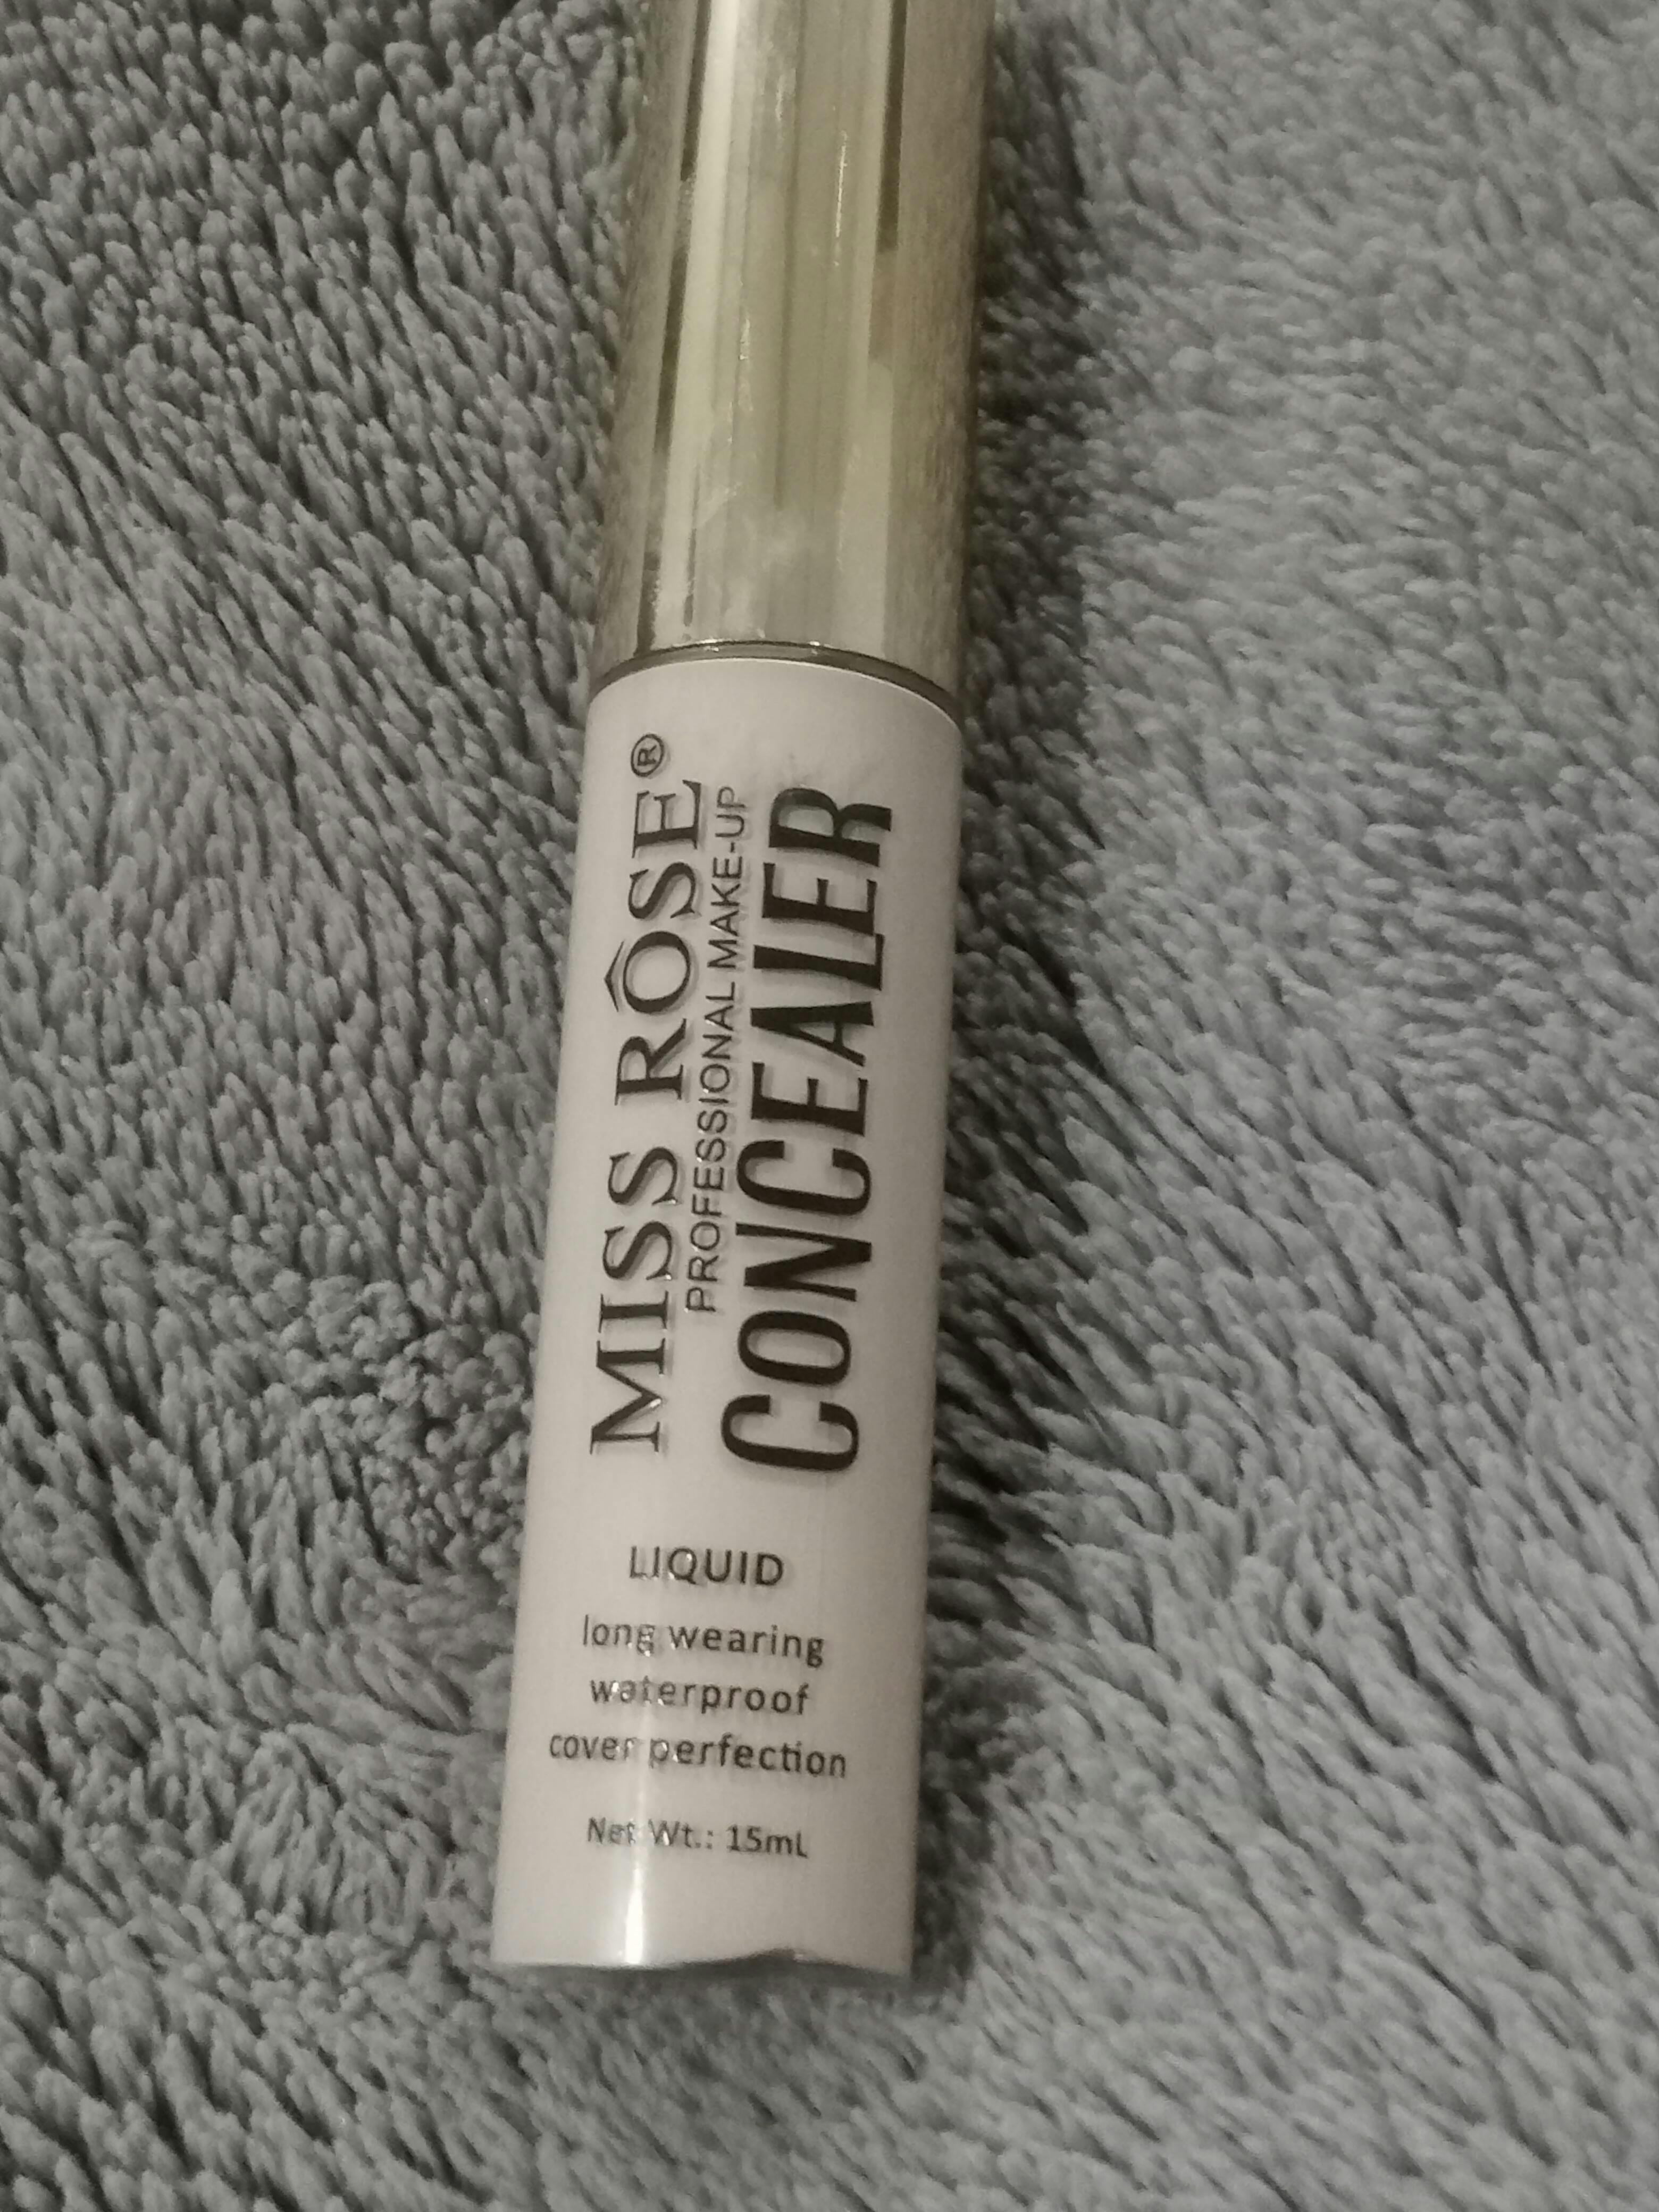 MISS RÔSE®
PROFESSIONAL MAKE-UP
CONCEALER
LIQUID
long wearing
waterproof
cover perfection
Net Wt.: 15mL